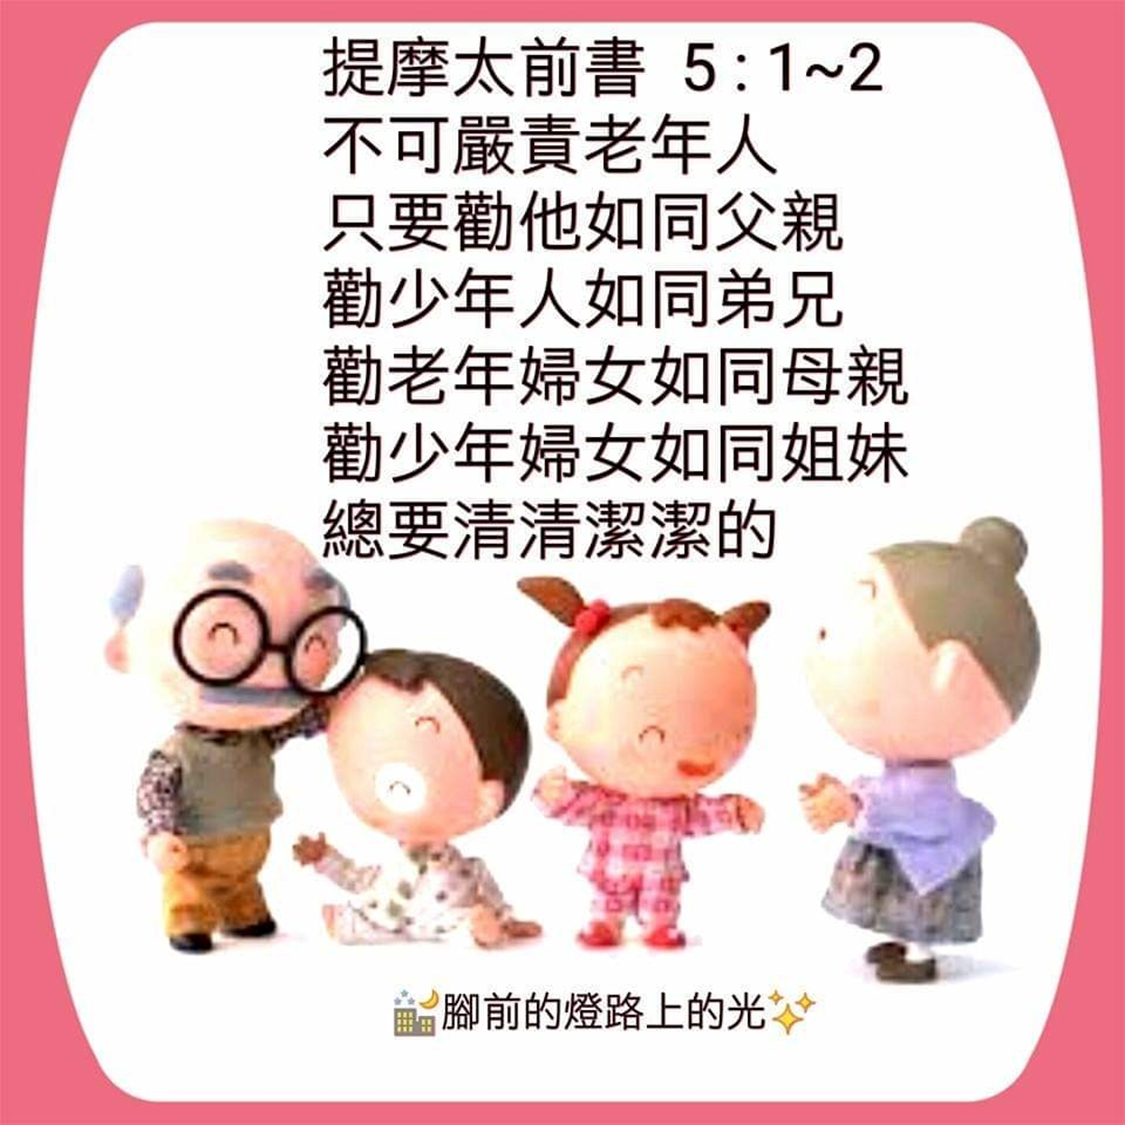 提摩太前書 5 : 1~2
不可嚴責老年人
只要勸他如同父親
勸少年人如同弟兄
勸老年婦女如同母親
勸少年婦女如同姐妹
總要清清潔潔的
🌃腳前的燈路上的光✨